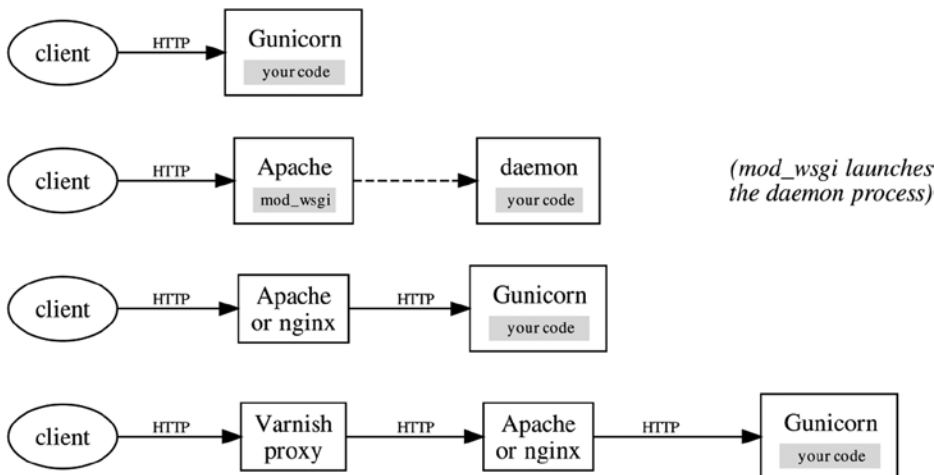 client
HTTP
Gunicorn
your code
client
HTTP
Apache
mod_wsgi
daemon
your code
(mod_wsgi launches
the daemon process)
client
HTTP
Apache
or nginx
HTTP
Gunicorn
your code
client
HTTP
Varnish
proxy
HTTP
Apache
or nginx
HTTP
Gunicorn
your code